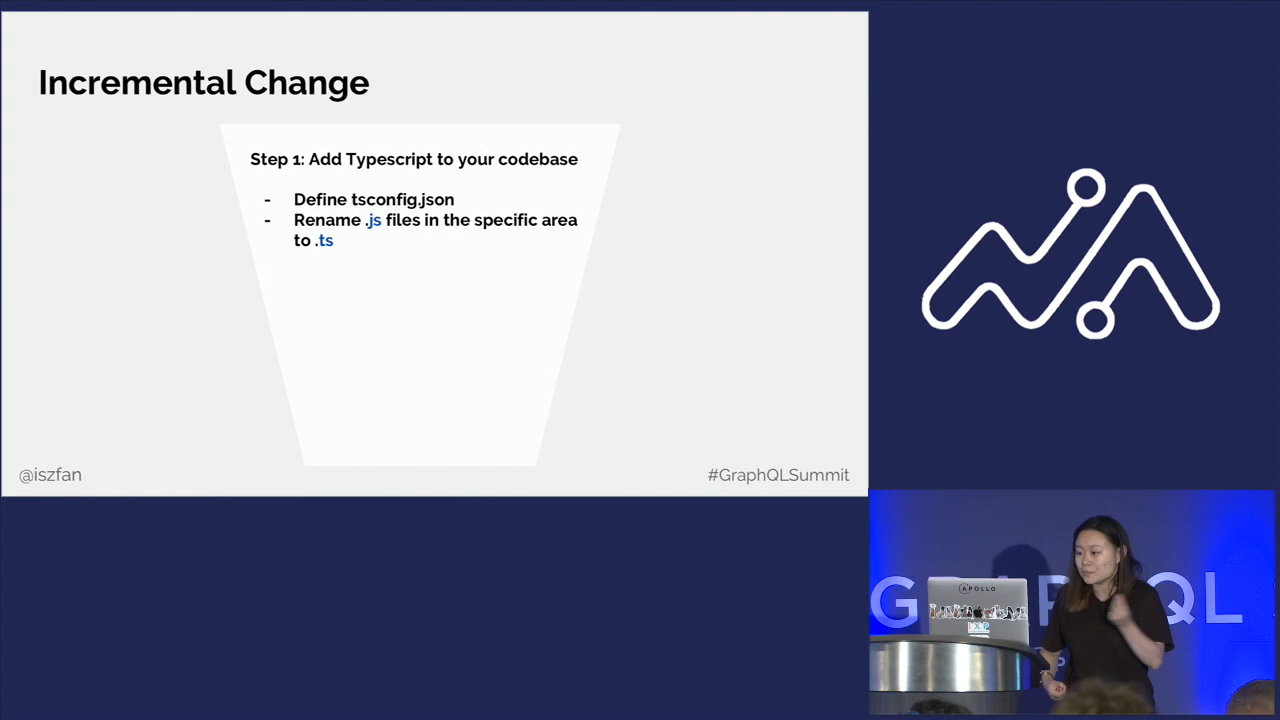 Incremental Change
Step 1: Add Typescript to your codebase
- Define tsconfig.json
- Rename .js files in the specific area
to .ts
@iszfan
#GraphQLSummit
APOLLO